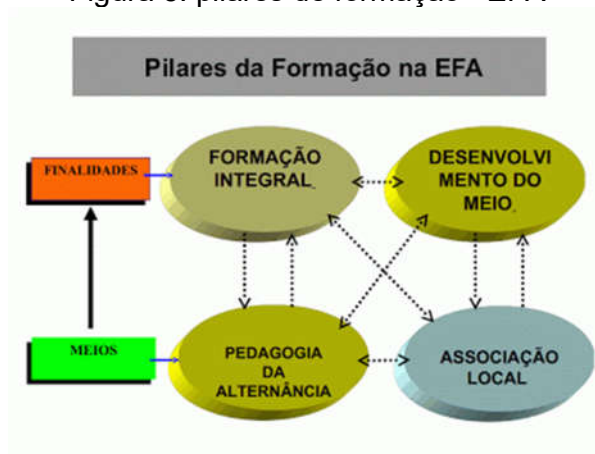 Pilares da Formação na EFA
FINALIDADES
FORMAÇÃO
INTEGRAL.
DESENVOLVI
MENTO DO
MEIO.
MEIOS
PEDAGOGIA
DA
ALTERNÂNCIA
ASSOCIAÇÃO
LOCAL